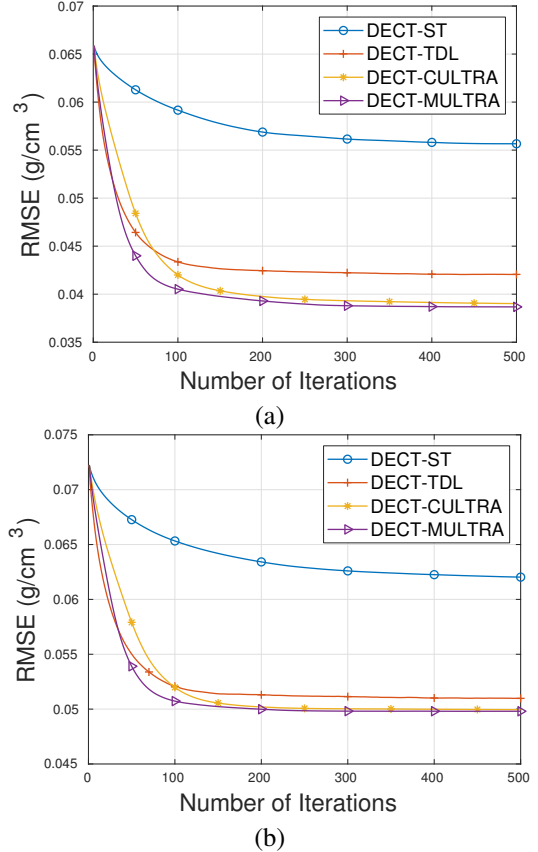 0.07
DECT-ST
0.065
DECT-TDL
DECT-CULTRA
0.06
DECT-MULTRA
0.055
RMSE (g/cm ³)
0.05
0.045
0.04
0.035
0 100 200 300 400 500
Number of Iterations
(a)
0.075
DECT-ST
0.07
DECT-TDL
DECT-CULTRA
0.065
DECT-MULTRA
RMSE (g/cm ³)
0.06
0.055
0.05
0.045
0 100 200 300 400 500
Number of Iterations
(b)